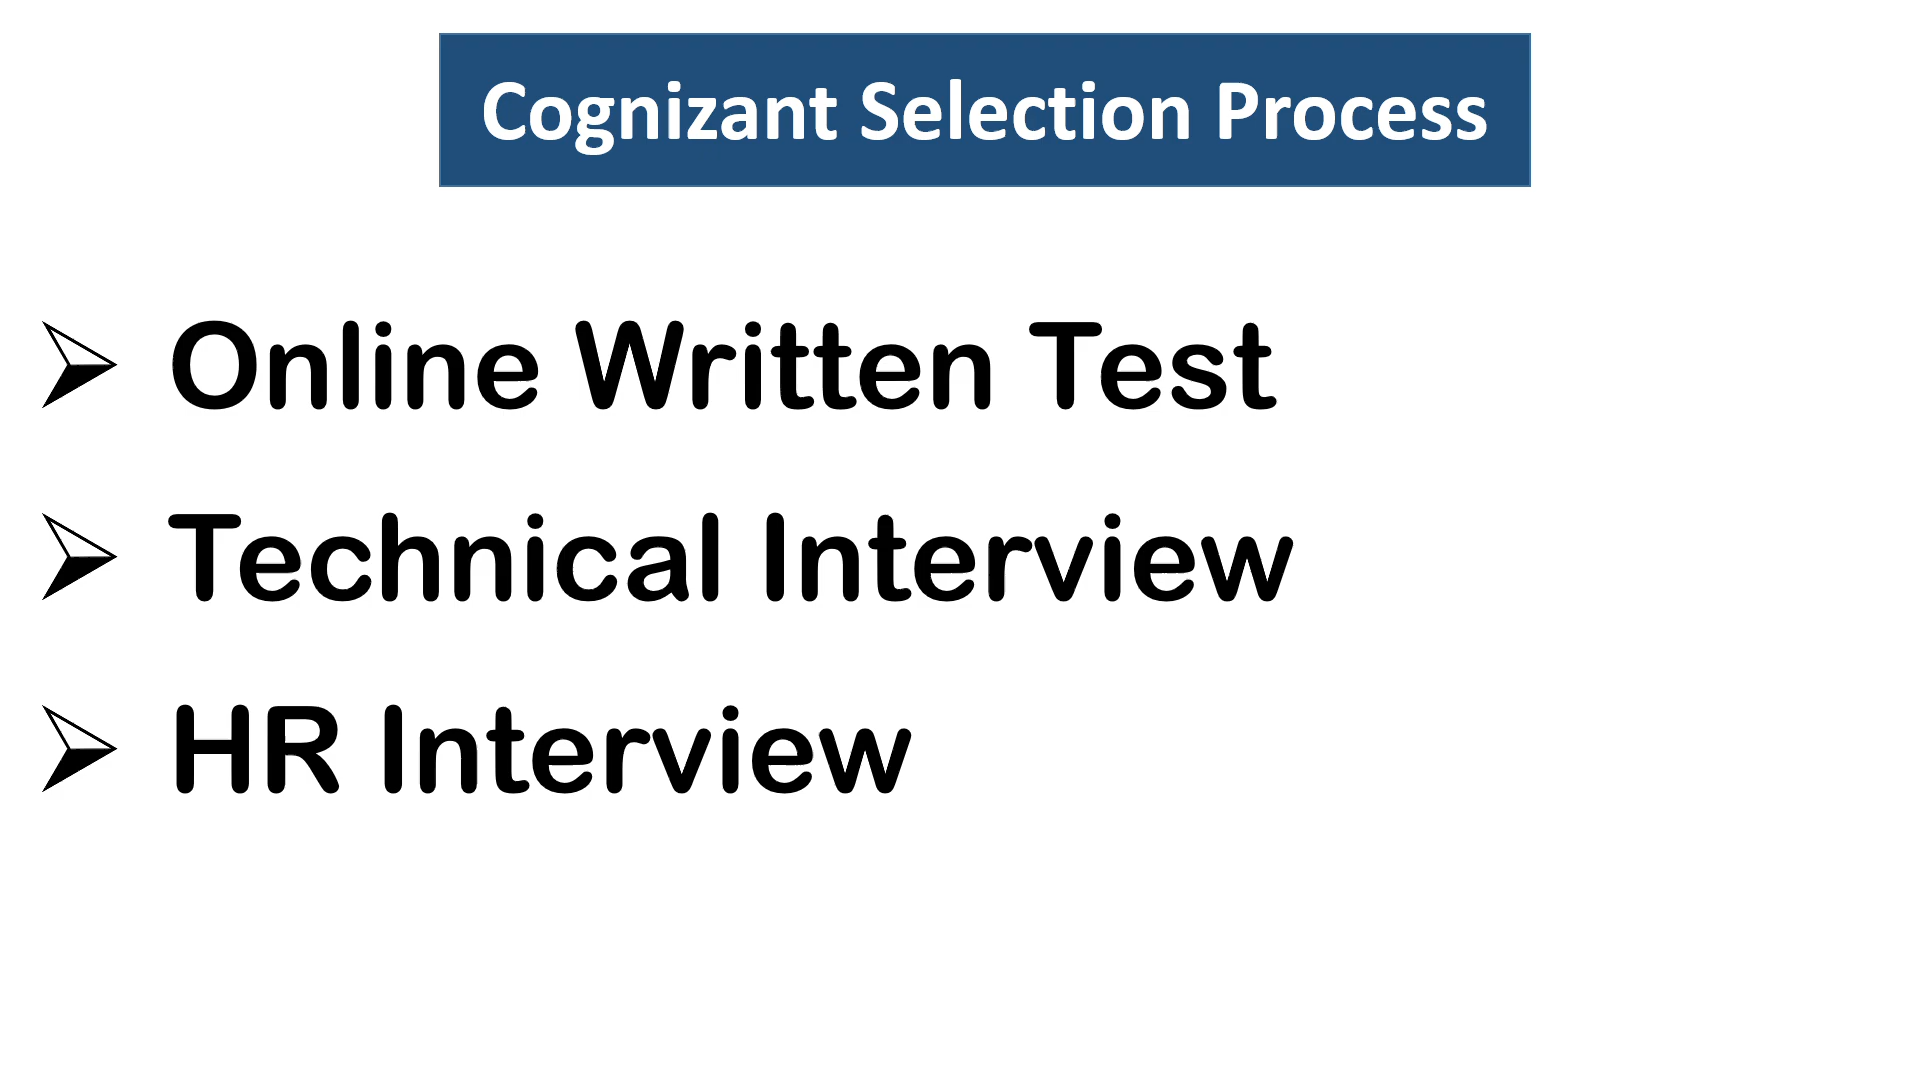 Cognizant Selection Process
➢ Online Written Test
➢ Technical Interview
➢ HR Interview